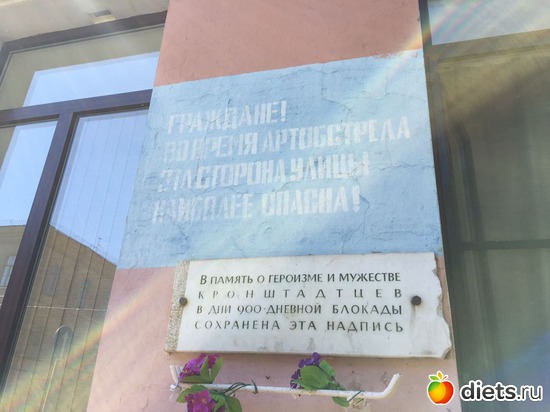 ГРАЖДАНЕ!
ВО ВРЕМЯ АРТОБСТРЕЛА
ЭТА СТОРОНА УЛИЦЫ
НАИБОЛЕЕ ОПАСНА!
В ПАМЯТЬ О ГЕРОИЗМЕ И МУЖЕСТВЕ
КРОНШТАДТЦЕВ
В ДНИ 900-ДНЕВНОЙ БЛОКАДЫ
СОХРАНЕНА ЭТА НАДПИСЬ
diets.ru